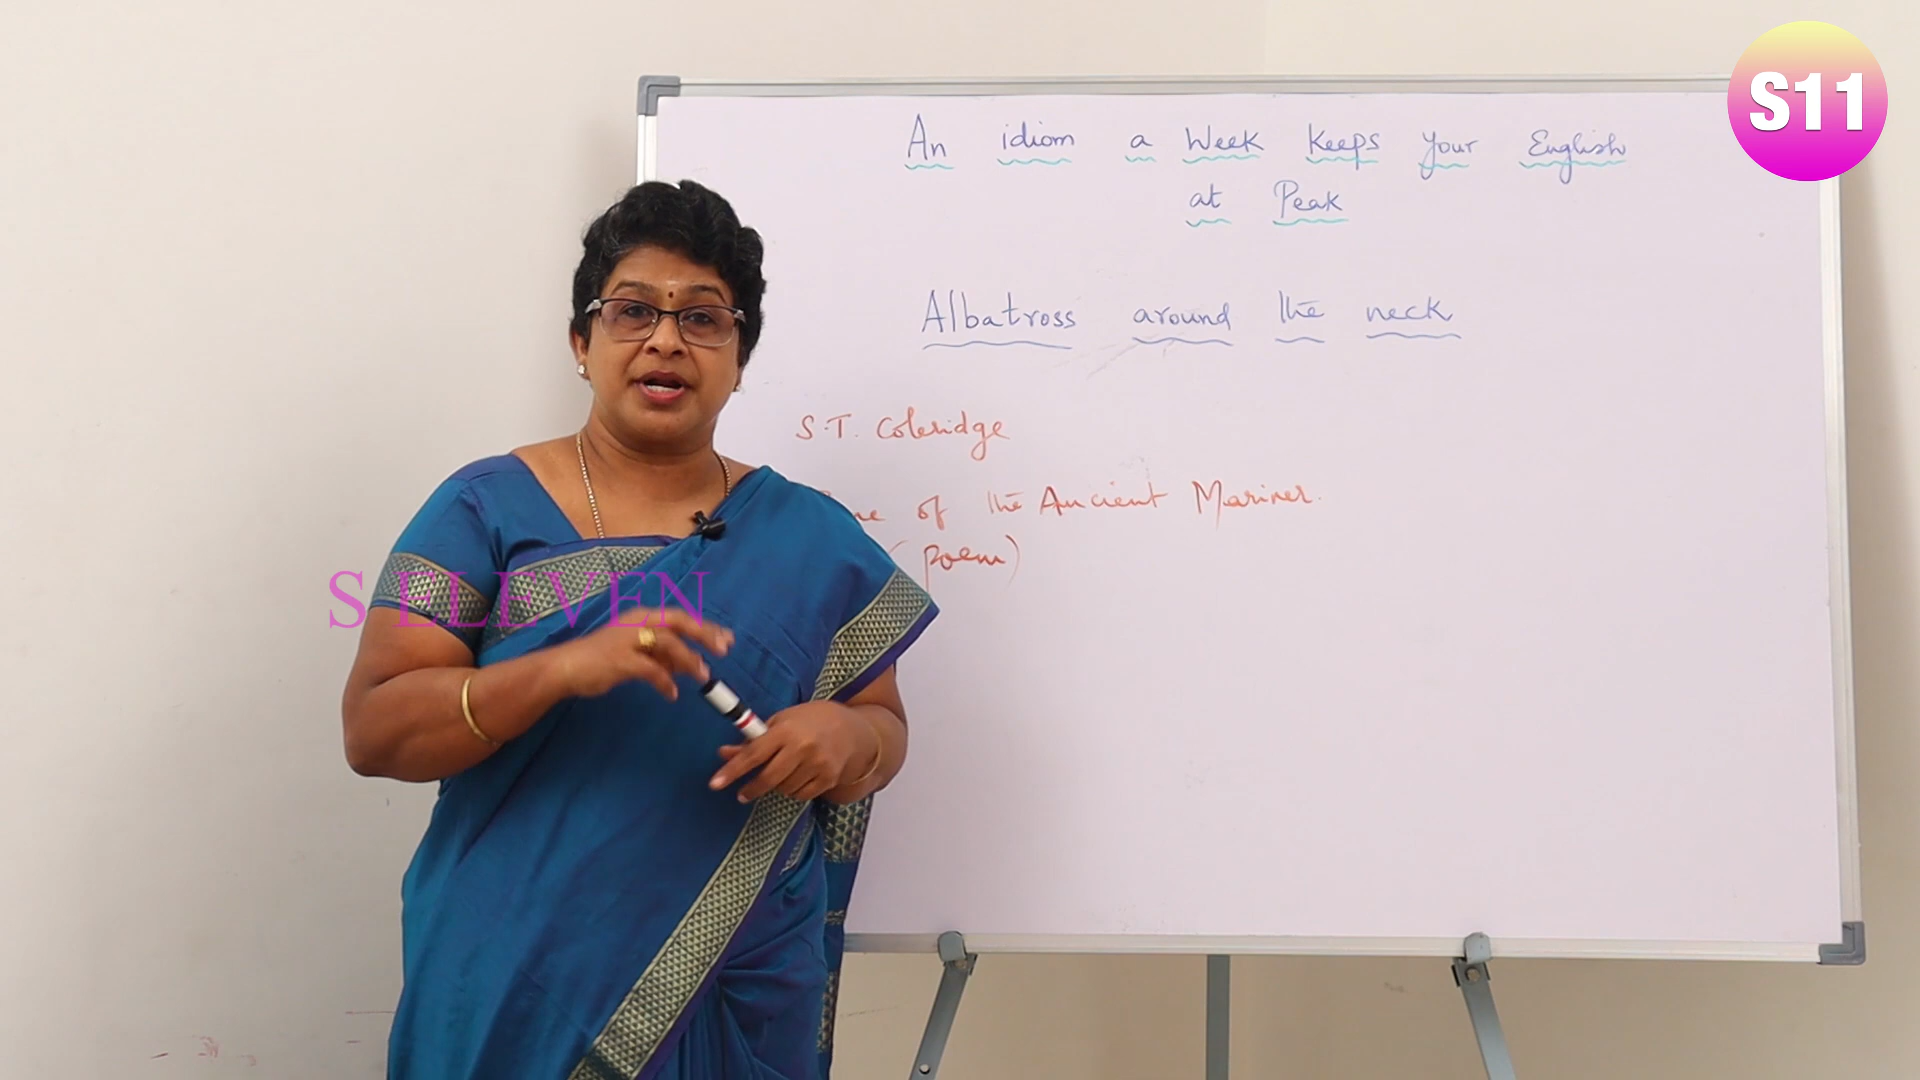 S11
An idiom a Week keeps your English
at Peak
Albatross around the neck
S.T. Coleridge
of the Ancient Mariner.
(poem)
S ELEVEN